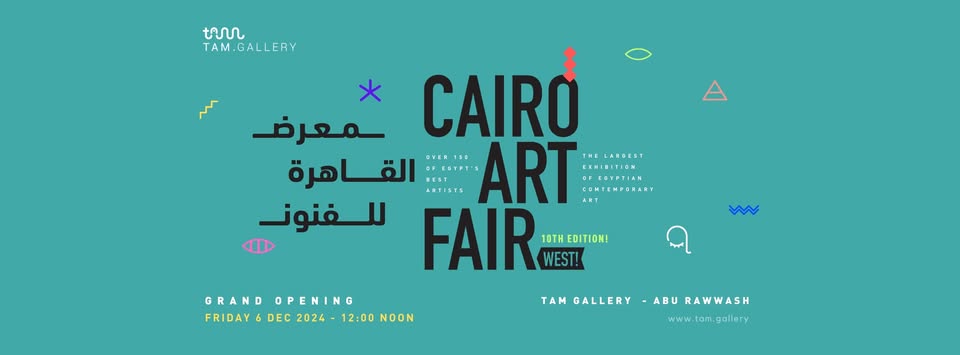 tam
TAM.GALLERY
معرض
القاهرة
للفنون
CAIRO
ART
FAIR
OVER 150
OF EGYPT'S
BEST
ARTISTS
THE LARGEST
EXHIBITION
OF EGYPTIAN
COMTEMPORARY
ART
10TH EDITION!
WEST!
GRAND OPENING
FRIDAY 6 DEC 2024 - 12:00 NOON
TAM GALLERY - ABU RAWWASH
www.tam.gallery